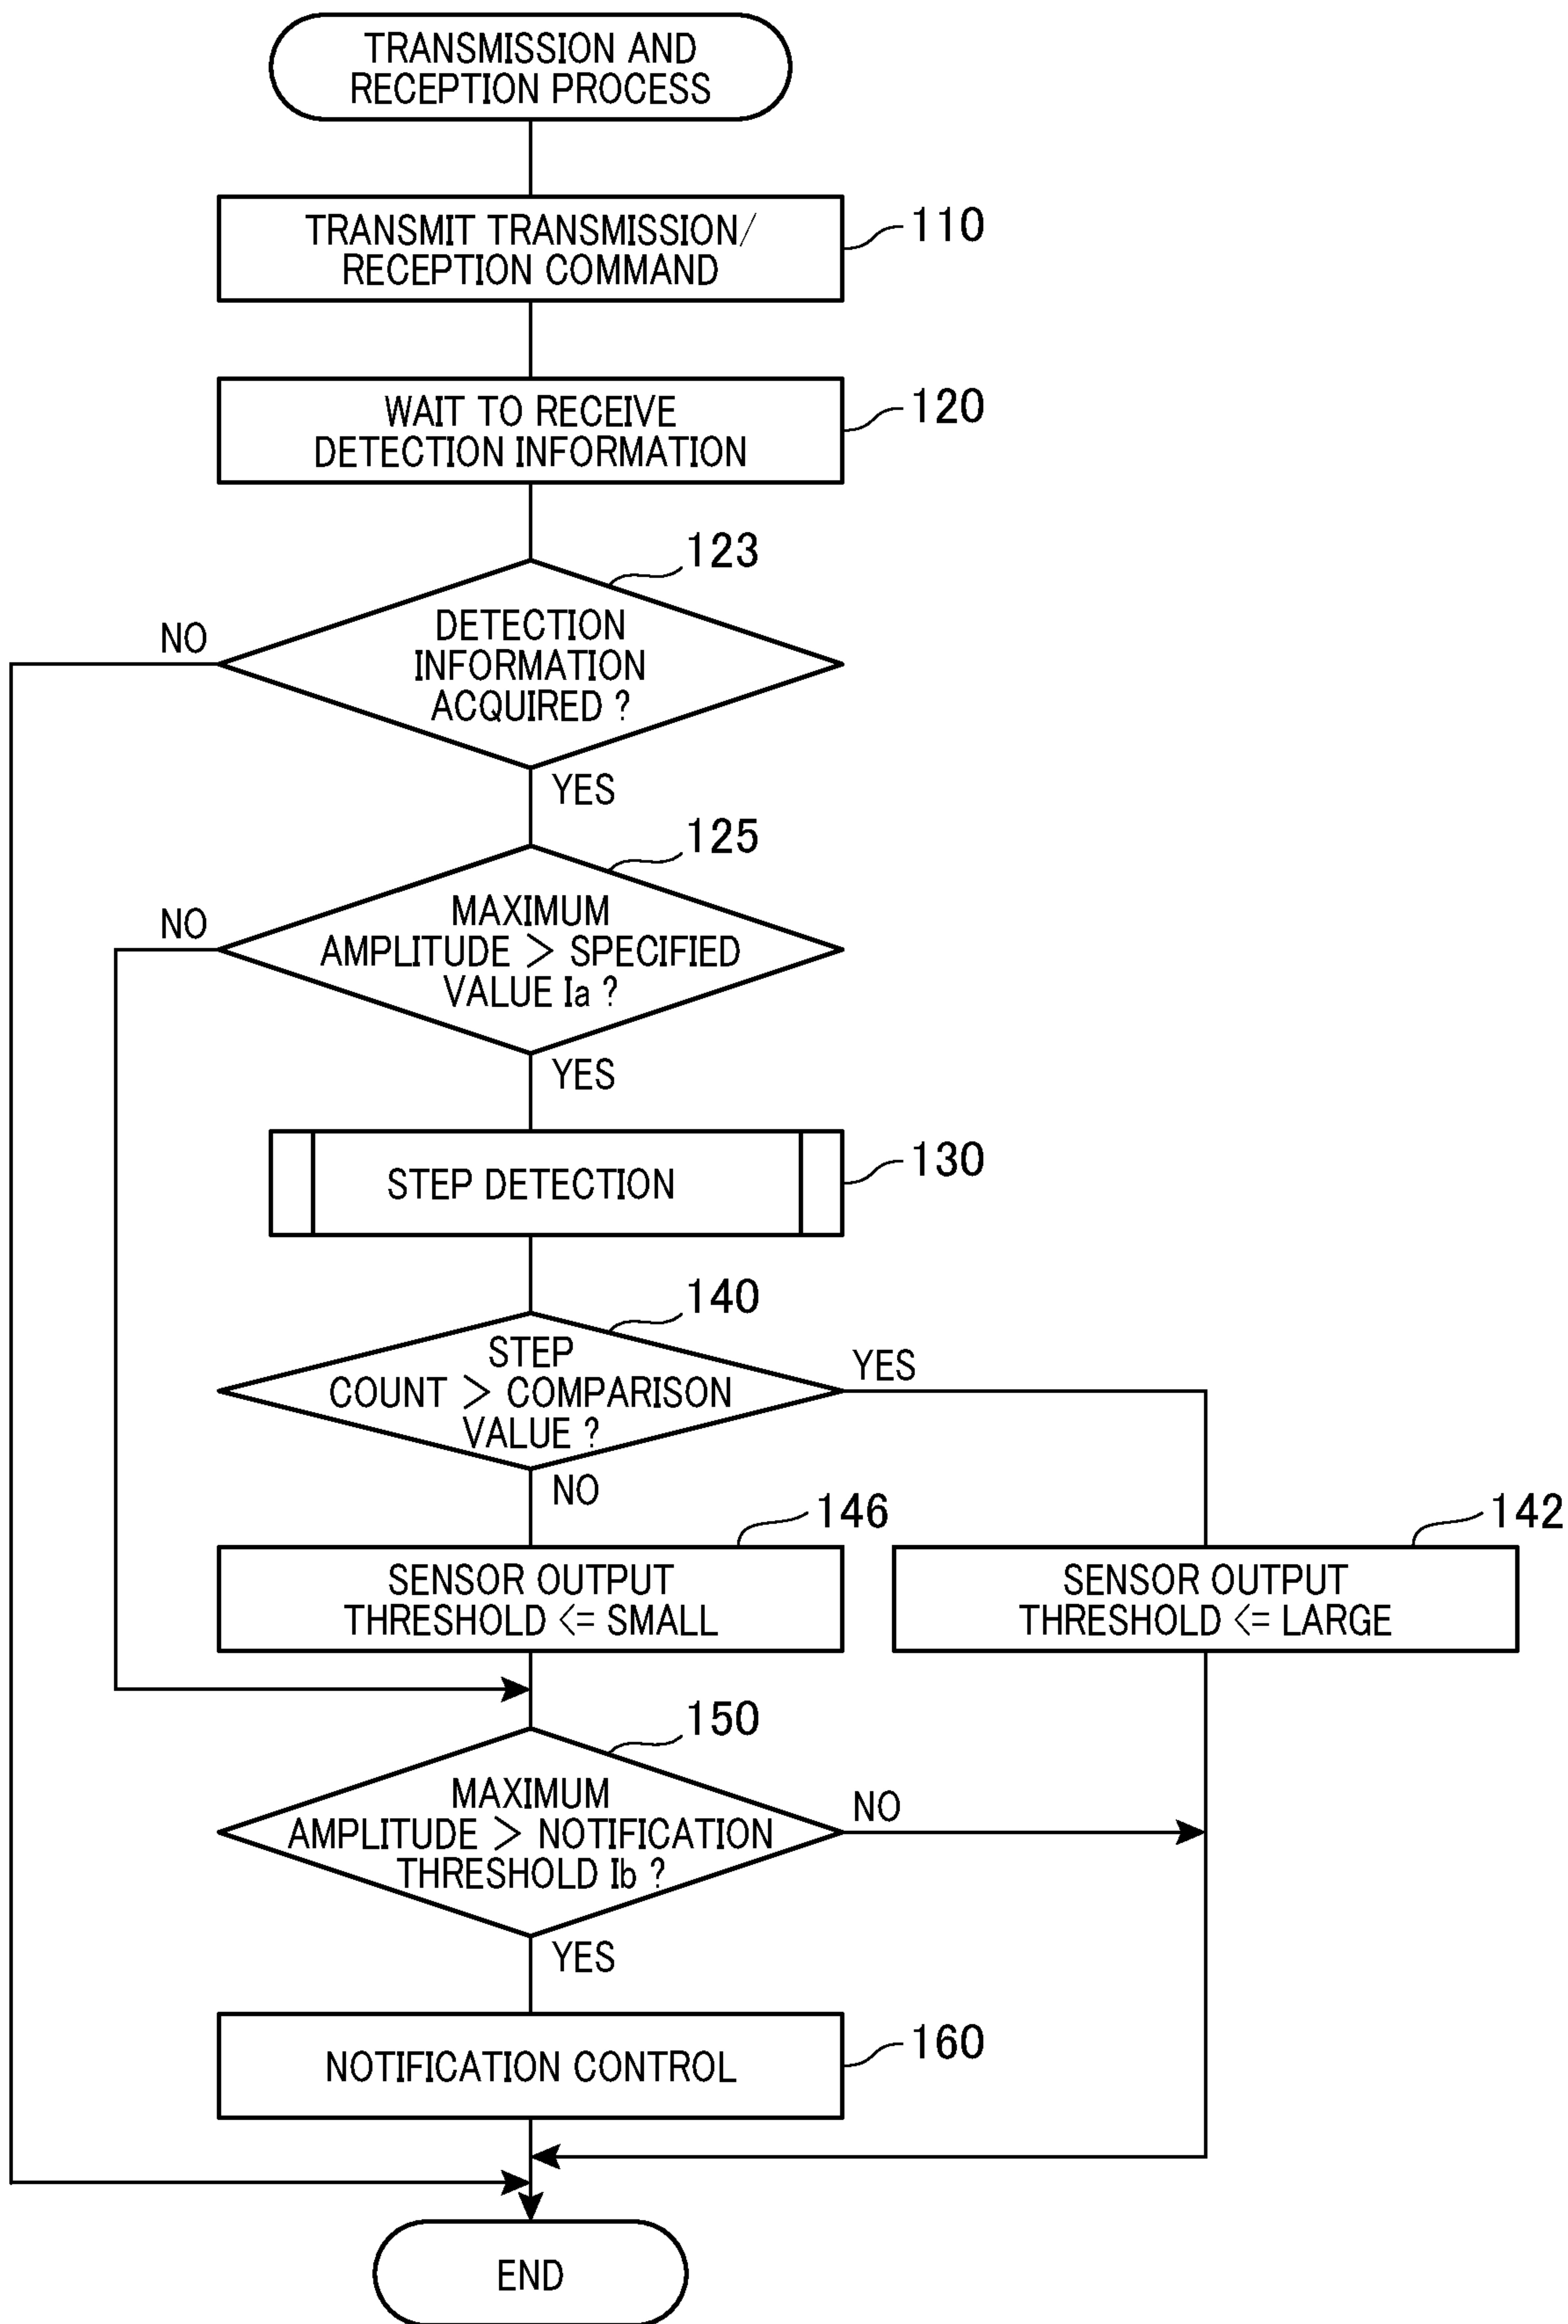 TRANSMISSION AND
RECEPTION PROCESS
TRANSMIT TRANSMISSION/
RECEPTION COMMAND
110
WAIT TO RECEIVE
DETECTION INFORMATION
120
123
NO
DETECTION
INFORMATION
ACQUIRED ?
YES
125
NO
MAXIMUM
AMPLITUDE > SPECIFIED
VALUE Ia ?
YES
STEP DETECTION
130
140
STEP
COUNT > COMPARISON
VALUE ?
YES
NO
146
SENSOR OUTPUT
THRESHOLD <= SMALL
142
SENSOR OUTPUT
THRESHOLD <= LARGE
150
MAXIMUM
AMPLITUDE > NOTIFICATION
THRESHOLD Ib ?
NO
YES
NOTIFICATION CONTROL
160
END